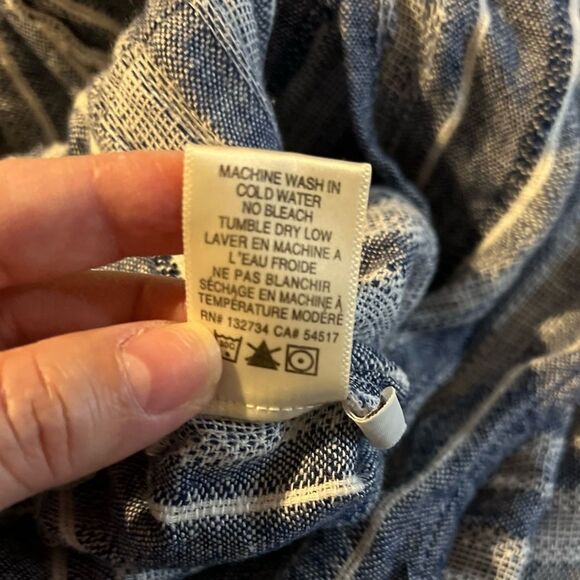 MACHINE WASH IN
COLD WATER
NO BLEACH
TUMBLE DRY LOW
LAVER EN MACHINE A
L'EAU FROIDE
NE PAS BLANCHIR
SÉCHAGE EN MACHINE À
TEMPÉRATURE MODÉRÉ
RN# 132734 CA# 54517